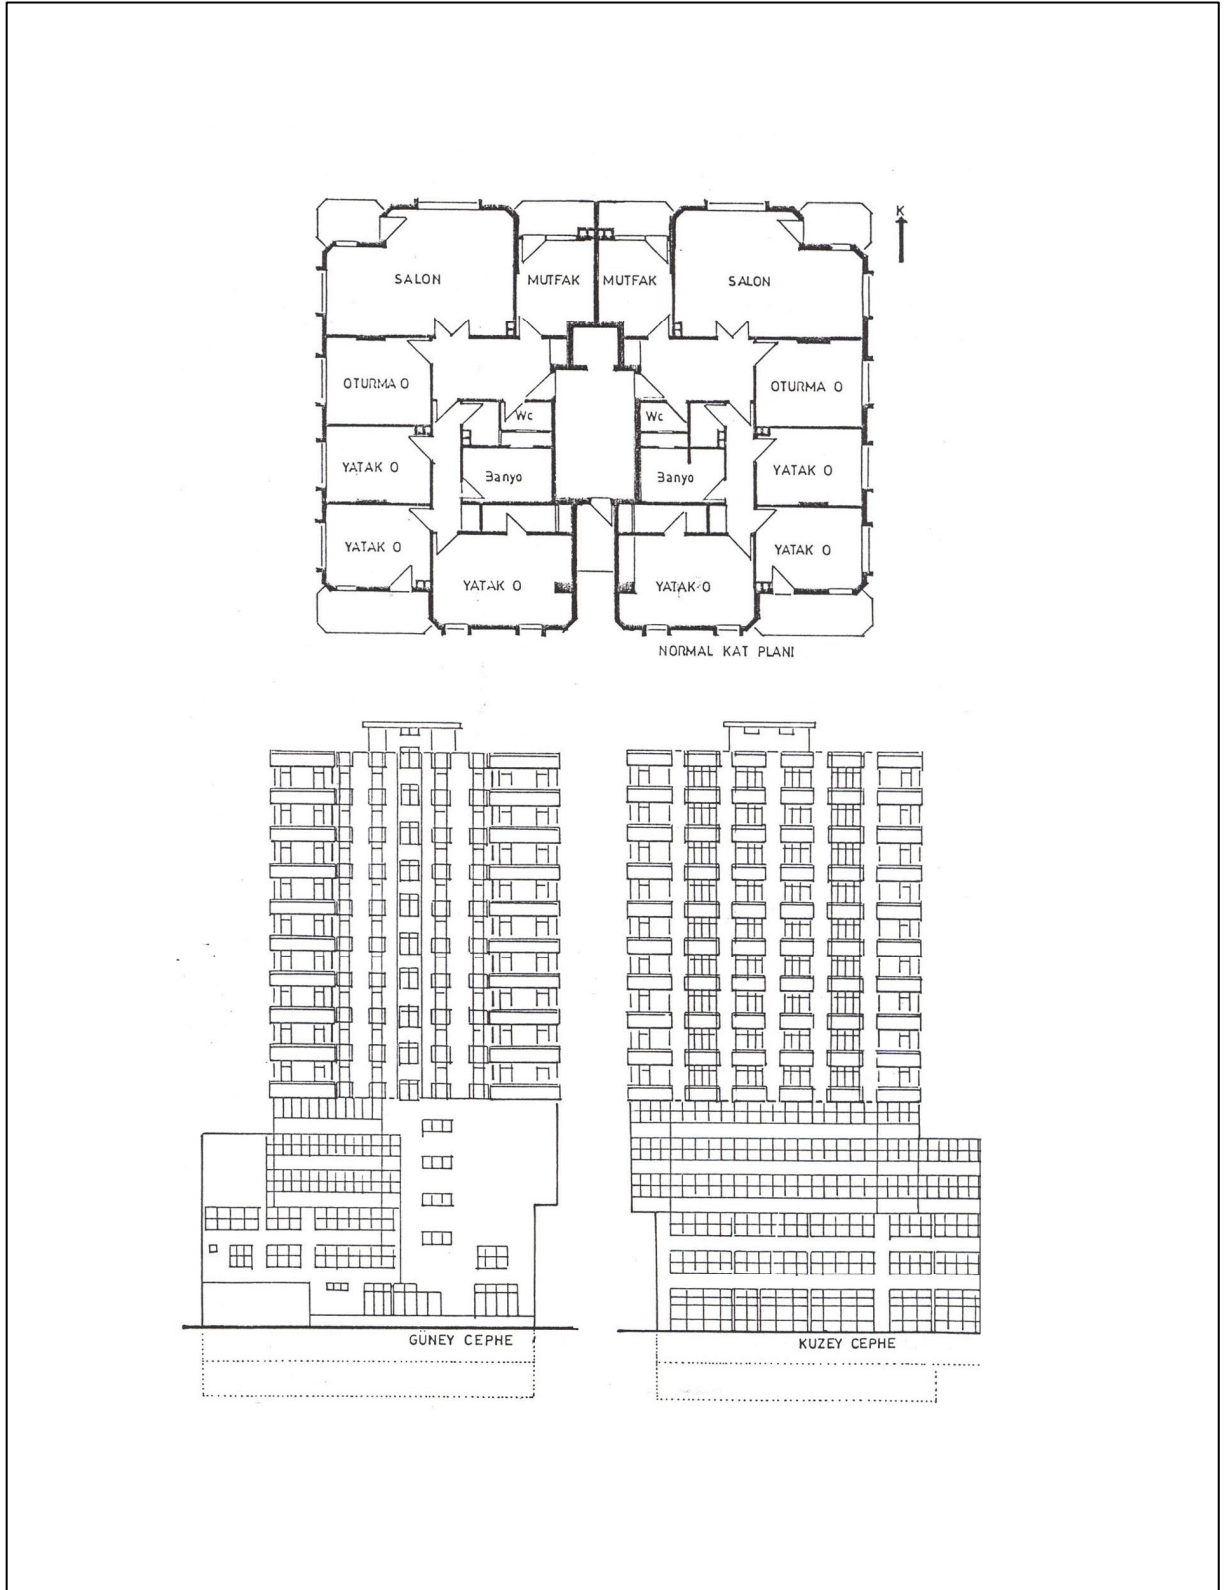 K
SALON MUTFAK MUTFAK SALON
OTURMA O OTURMA O
Wc Wc
YATAK O Banyo Banyo YATAK O
YATAK O YATAK O
YATAK O YATAK O
NORMAL KAT PLANI
GÜNEY CEPHE KUZEY CEPHE